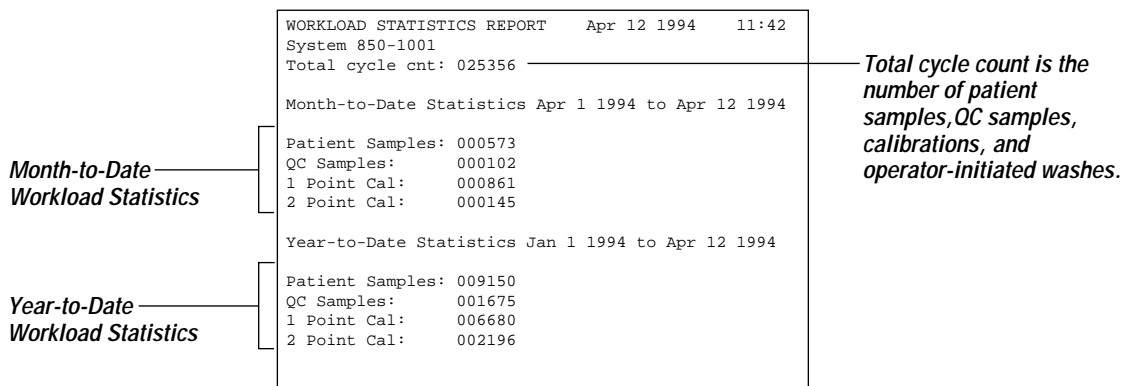 WORKLOAD STATISTICS REPORT    Apr 12 1994    11:42
System 850-1001
Total cycle cnt: 025356
Total cycle count is the
number of patient
samples,QC samples,
calibrations, and
operator-initiated washes.
Month-to-Date Statistics Apr 1 1994 to Apr 12 1994
Month-to-Date
Workload Statistics
Patient Samples: 000573
QC Samples:      000102
1 Point Cal:     000861
2 Point Cal:     000145
Year-to-Date Statistics Jan 1 1994 to Apr 12 1994
Year-to-Date
Workload Statistics
Patient Samples: 009150
QC Samples:      001675
1 Point Cal:     006680
2 Point Cal:     002196